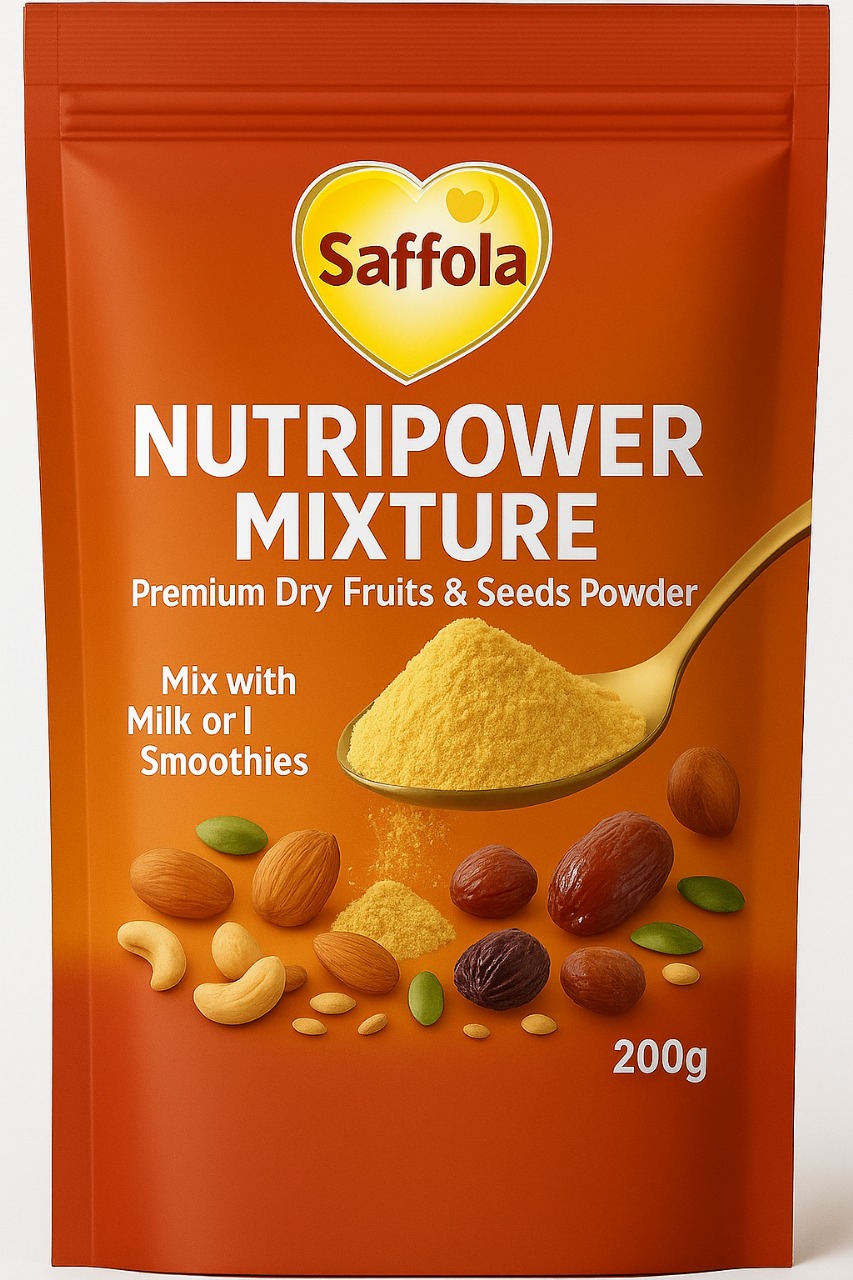 Saffola
NUTRIPOWER
MIXTURE
Premium Dry Fruits & Seeds Powder
Mix with
Milk or l
Smoothies
200g